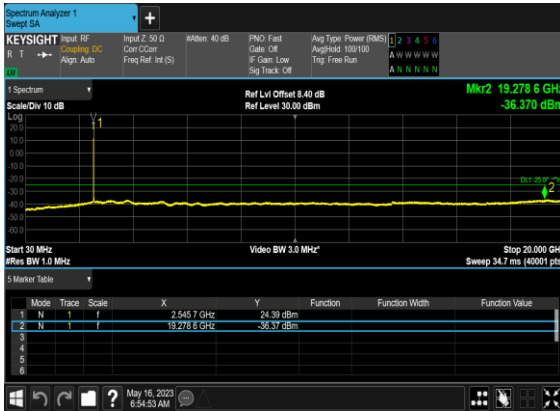 Spectrum Analyzer 1
Swept SA
KEYSIGHT Input: RF Input Z: 50 Ω #Atten: 40 dB PNO: Fast Avg Type: Power (RMS) 1 2 3 4 5 6
R T Coupling: DC Corr CCorr Gate: Off Avg|Hold: 100/100 A W W W W W
Align: Auto Freq Ref: Int (S) IF Gain: Low Trig: Free Run
Sig Track: Off A N N N N N
1 Spectrum
Scale/Div 10 dB
Ref Lvl Offset 8.40 dB
Ref Level 30.00 dBm
Mkr2 19.278 6 GHz
-36.370 dBm
Log
1
20.0
10.0
0.00
-10.0
-20.0
-30.0
-40.0
-50.0
-60.0
2
Start 30 MHz Video BW 3.0 MHz* Stop 20.000 GH
#Res BW 1.0 MHz Sweep 34.7 ms (40001 pts
5 Marker Table
Mode Trace Scale X Y Function Function Width Function Value
1 N 1 f 2.545 7 GHz 24.39 dBm
2 N 1 f 19.278 6 GHz -36.37 dBm
3
4
5
6
? May 16, 2023
6:54:53 AM